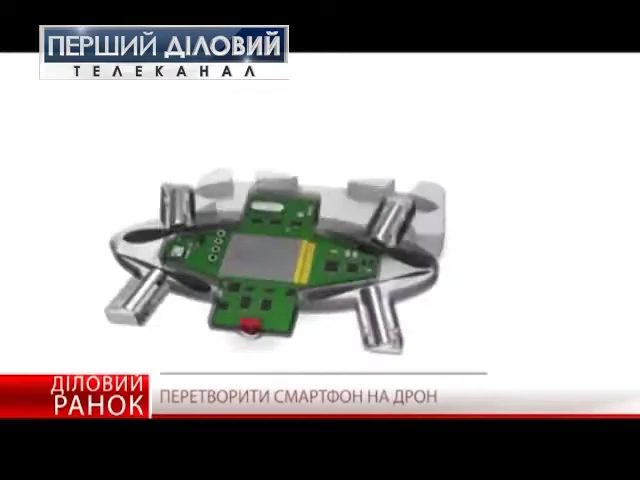 ПЕРШИЙ ДІЛОВИЙ
ТЕЛЕКАНАЛ
ДІЛОВИЙ
РАНОК
ПЕРЕТВОРИТИ СМАРТФОН НА ДРОН